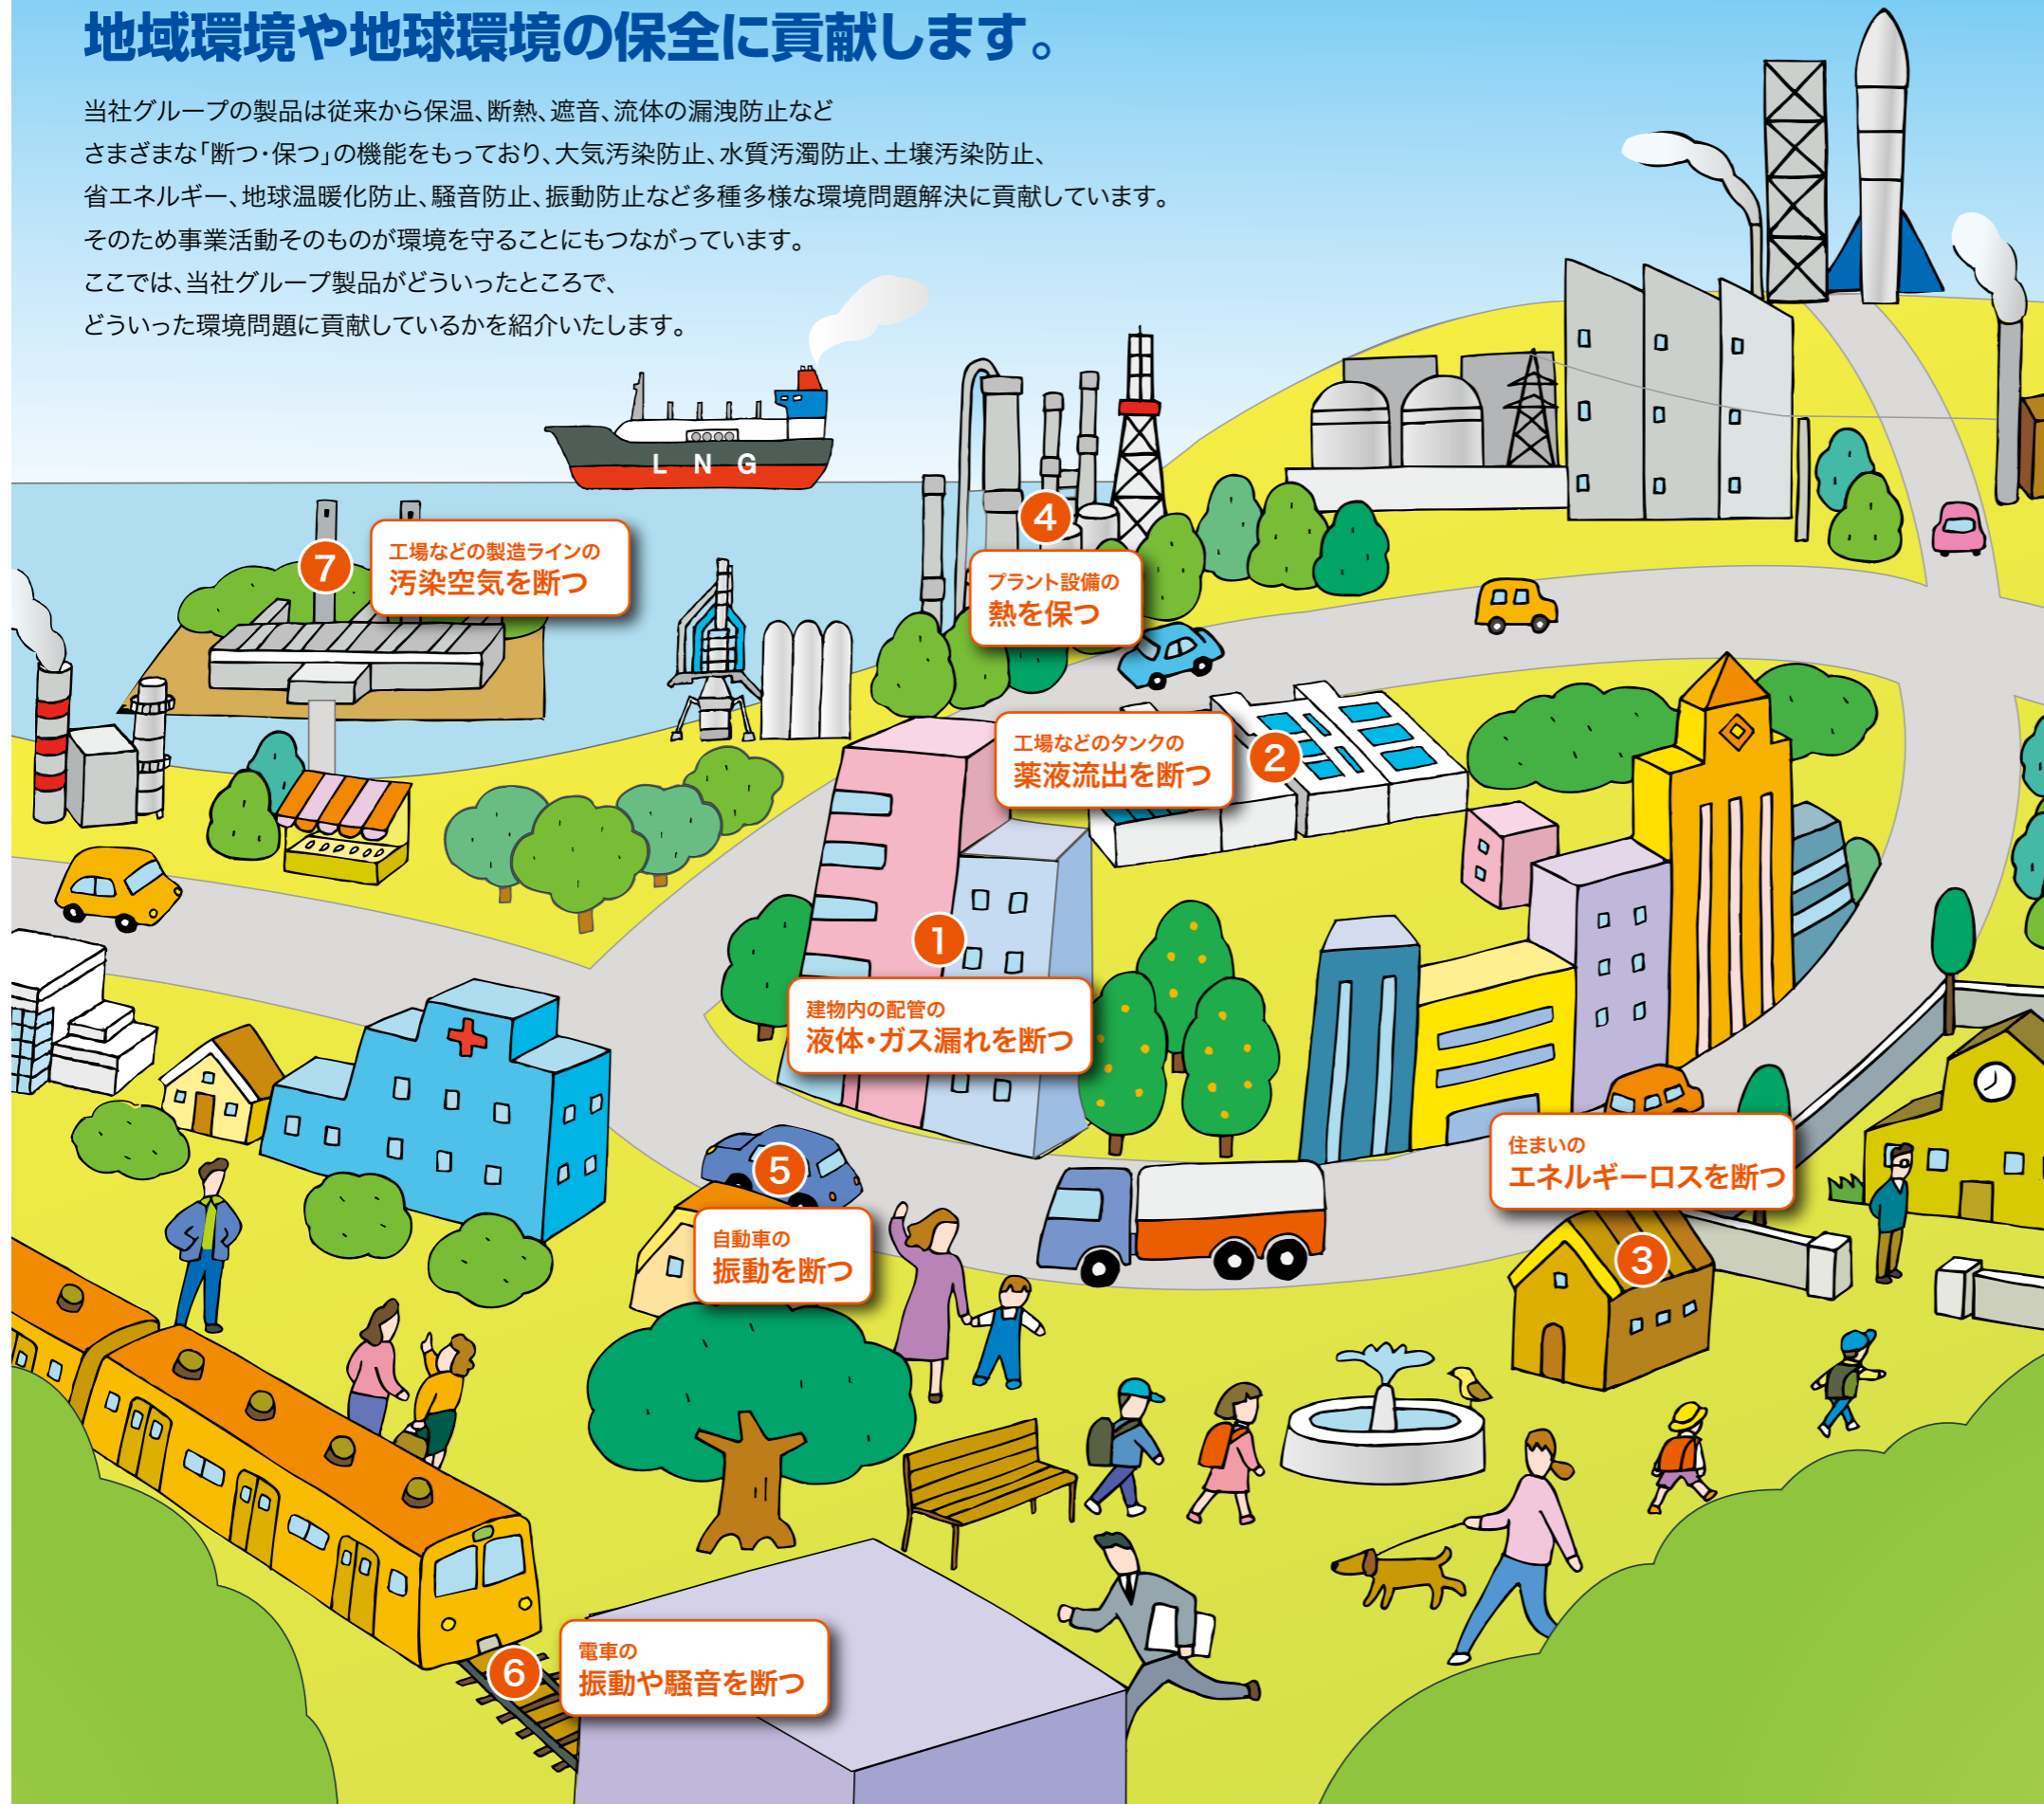 地域環境や地球環境の保全に貢献します。
当社グループの製品は従来から保温、断熱、遮音、流体の漏洩防止など
さまざまな「断つ・保つ」の機能をもっており、大気汚染防止、水質汚濁防止、土壌汚染防止、
省エネルギー、地球温暖化防止、騒音防止、振動防止など多種多様な環境問題解決に貢献しています。
そのため事業活動そのものが環境を守ることにもつながっています。
ここでは、当社グループ製品がどういったところで、
どういった環境問題に貢献しているかを紹介いたします。
LNG
4
プラント設備の
熱を保つ
7
工場などの製造ラインの
汚染空気を断つ
工場などのタンクの
薬液流出を断つ
2
1
建物内の配管の
液体・ガス漏れを断つ
5
自動車の
振動を断つ
住まいの
エネルギーロスを断つ
3
6
電車の
振動や騒音を断つ